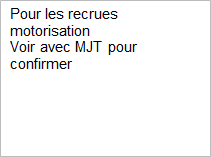 Pour les recrues
motorisation
Voir avec MJT pour
confirmer